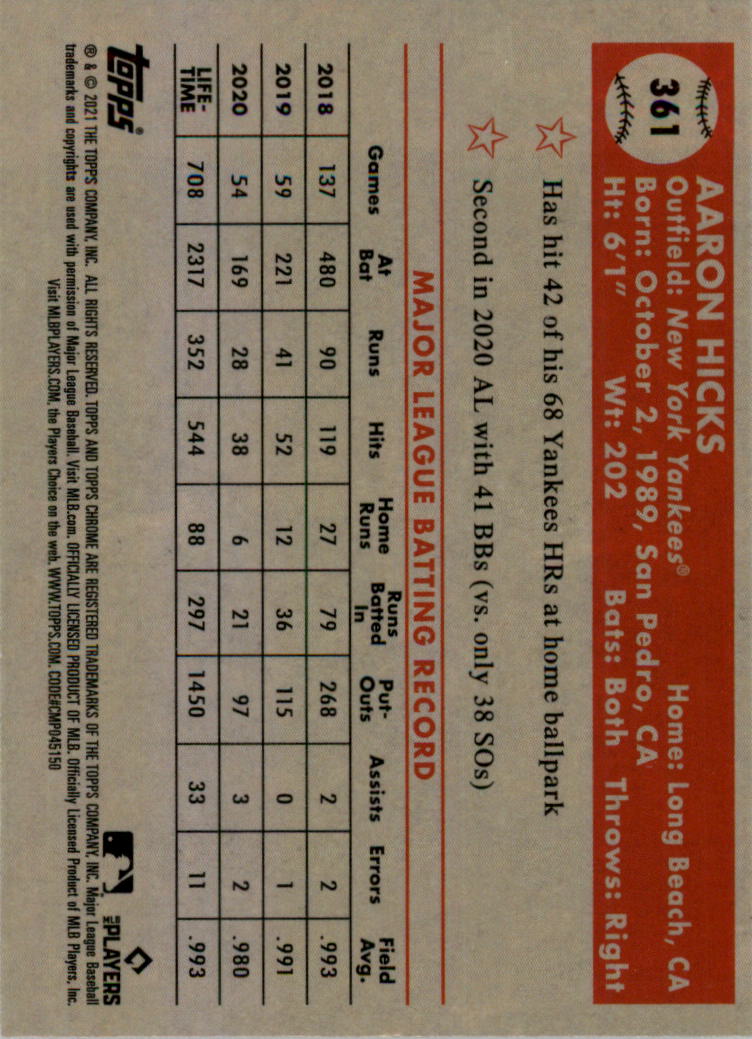 361
AARON HICKS
Outfield: New York Yankees® Home: Long Beach, CA
Born: October 2, 1989, San Pedro, CA
Ht: 6'1" Wt: 202 Bats: Both Throws: Right
Has hit 42 of his 68 Yankees HRs at home ballpark
Second in 2020 AL with 41 BBs (vs. only 38 SOs)
MAJOR LEAGUE BATTING RECORD
Games At Bat Runs Hits Home Runs Runs Batted In Put-Outs Assists Errors Field Avg.
2018 137 480 90 119 27 79 268 2 2 .993
2019 59 221 41 52 12 36 115 0 1 .991
2020 54 169 28 38 6 21 97 3 2 .980
LIFE-TIME 708 2317 352 544 88 297 1450 33 11 .993
topps® MLB PLAYERS
® & © 2021 THE TOPPS COMPANY, INC. ALL RIGHTS RESERVED. TOPPS AND TOPPS CHROME ARE REGISTERED TRADEMARKS OF THE TOPPS COMPANY, INC. Major League Baseball
trademarks and copyrights are used with permission of Major League Baseball. Visit MLB.com. OFFICIALLY LICENSED PRODUCT OF MLB. Officially Licensed Product of MLB Players, Inc.
Visit MLBPLAYERS.COM, the Players Choice on the web. WWW.TOPPS.COM. CODE#CMP045150